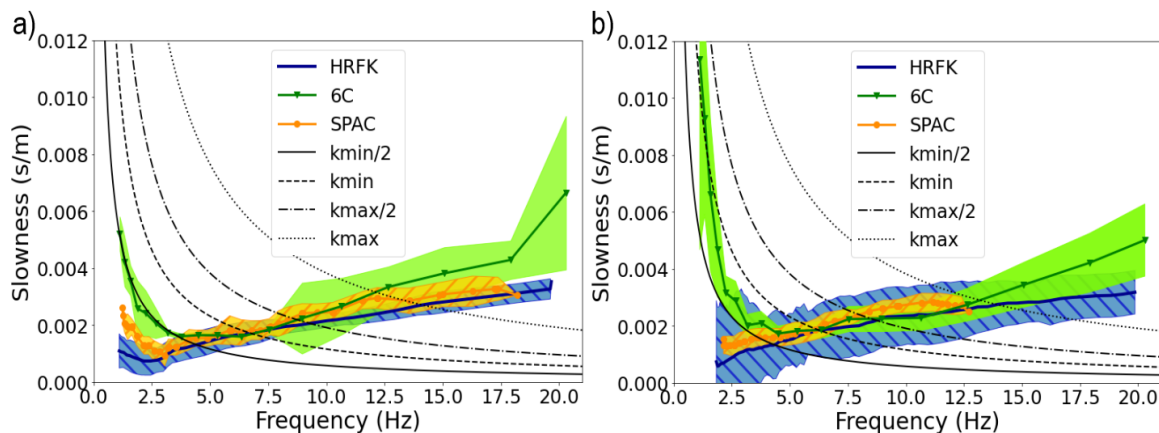 a)
0.012
0.010
0.008
0.006
0.004
0.002
0.000
Slowness (s/m)
HRFK
6C
SPAC
kmin/2
kmin
kmax/2
kmax
0.0 2.5 5.0 7.5 10.0 12.5 15.0 17.5 20.0
Frequency (Hz)
b)
0.012
0.010
0.008
0.006
0.004
0.002
0.000
Slowness (s/m)
HRFK
6C
SPAC
kmin/2
kmin
kmax/2
kmax
0.0 2.5 5.0 7.5 10.0 12.5 15.0 17.5 20.0
Frequency (Hz)